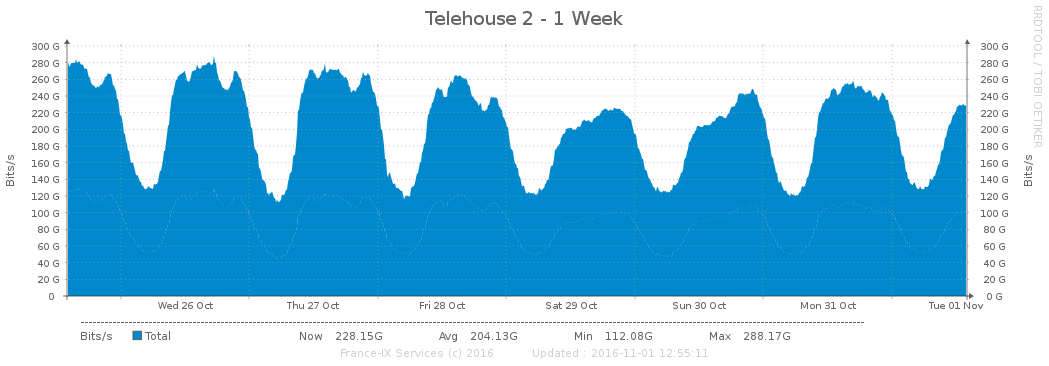 Telehouse 2 - 1 Week
RRDTOOL / TOBI OETIKER
Bits/s
300 G 300 G
280 G 280 G
260 G 260 G
240 G 240 G
220 G 220 G
200 G 200 G
180 G 180 G
160 G 160 G
140 G 140 G
120 G 120 G
100 G 100 G
80 G 80 G
60 G 60 G
40 G 40 G
20 G 20 G
0 0 G
Bits/s
Wed 26 Oct Thu 27 Oct Fri 28 Oct Sat 29 Oct Sun 30 Oct Mon 31 Oct Tue 01 Nov
Bits/s Total Now 228.15G Avg 204.13G Min 112.08G Max 288.17G
France-IX Services (c) 2016 Updated : 2016-11-01 12:55:11